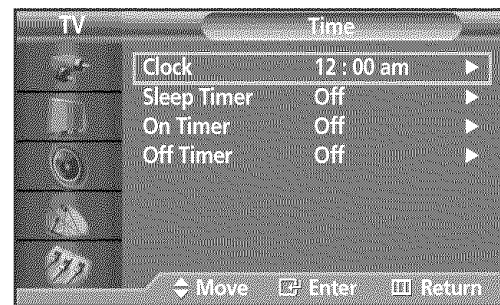 TV Time
Clock 12 : 00 am
Sleep Timer Off
On Timer Off
Off Timer Off
Move Enter Return